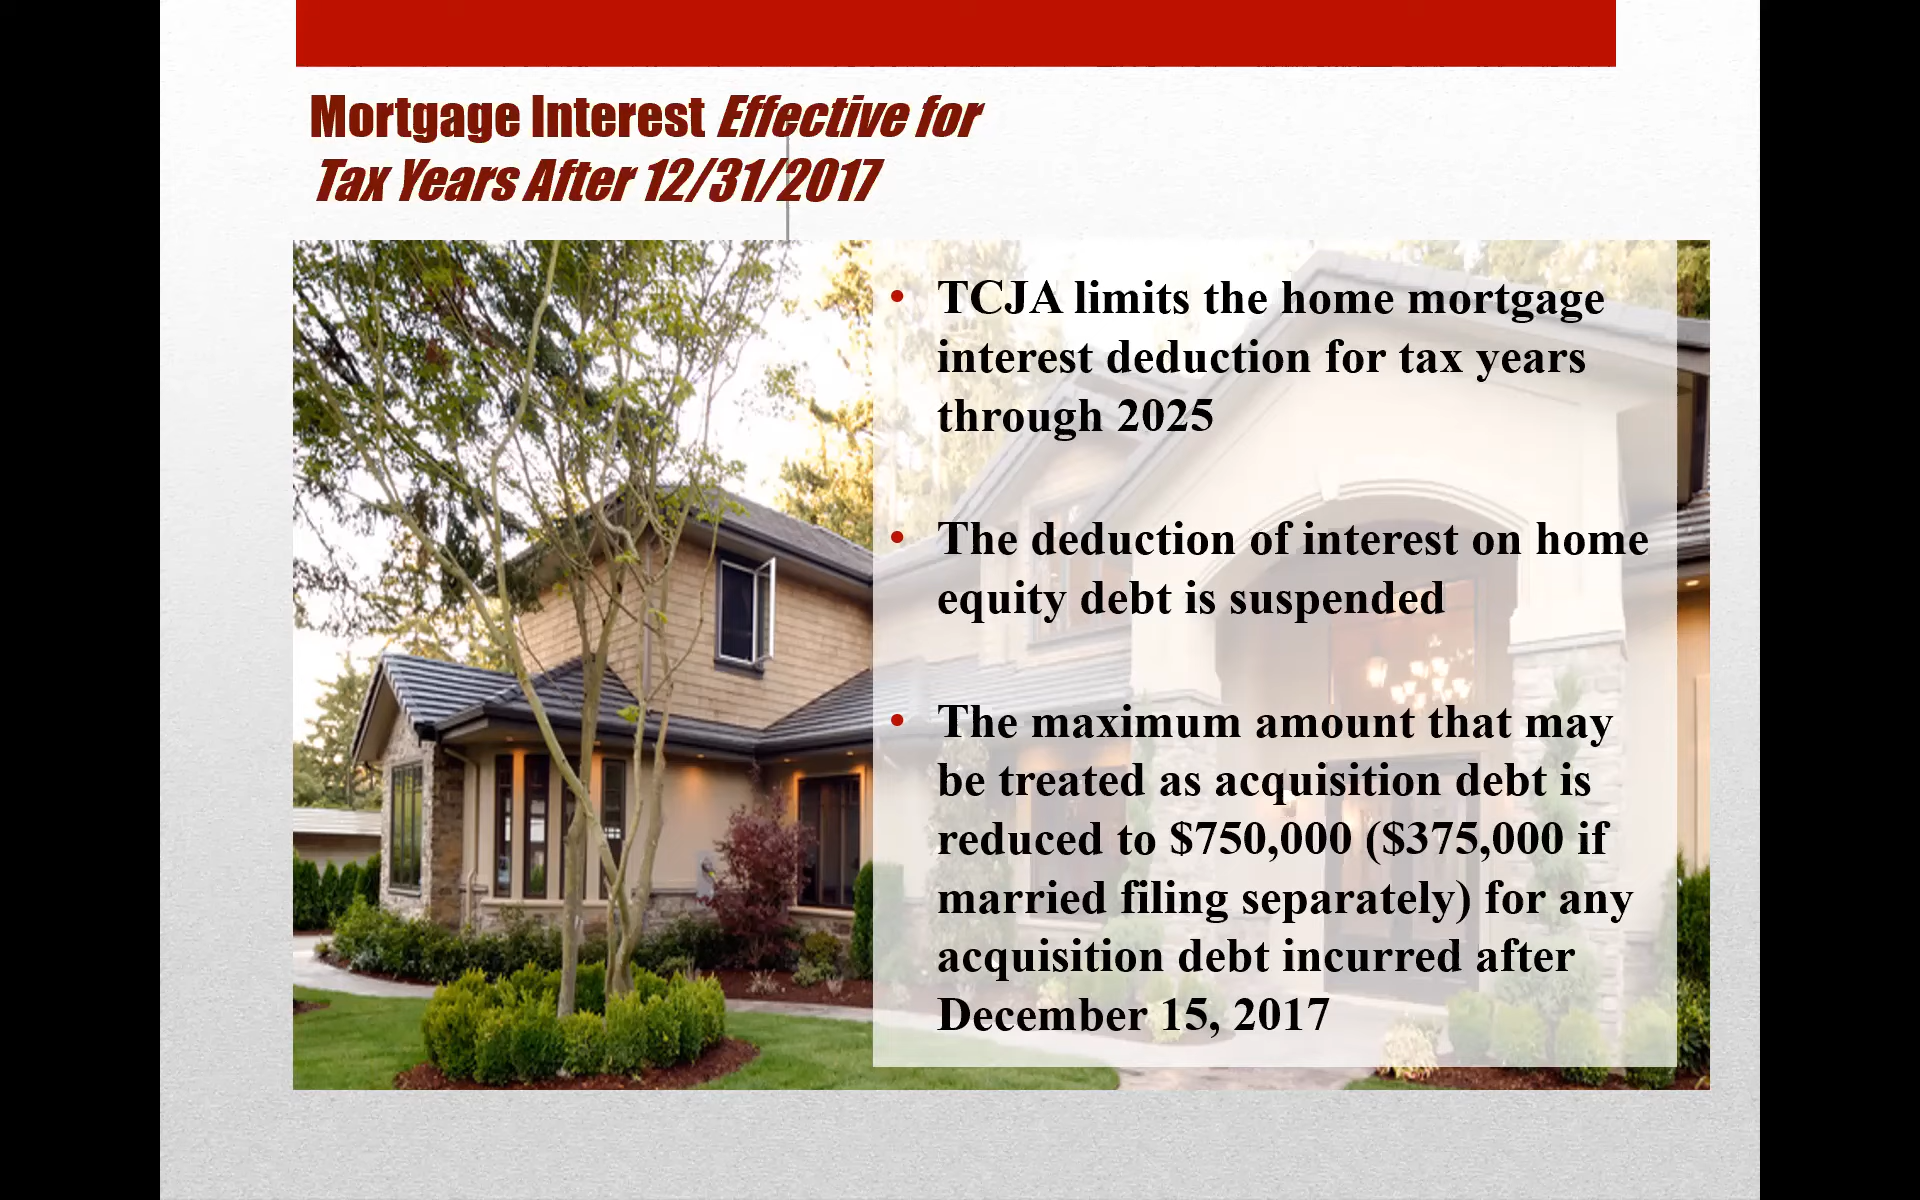 Mortgage Interest Effective for
Tax Years After 12/31/2017
• TCJA limits the home mortgage
interest deduction for tax years
through 2025
• The deduction of interest on home
equity debt is suspended
• The maximum amount that may
be treated as acquisition debt is
reduced to $750,000 ($375,000 if
married filing separately) for any
acquisition debt incurred after
December 15, 2017